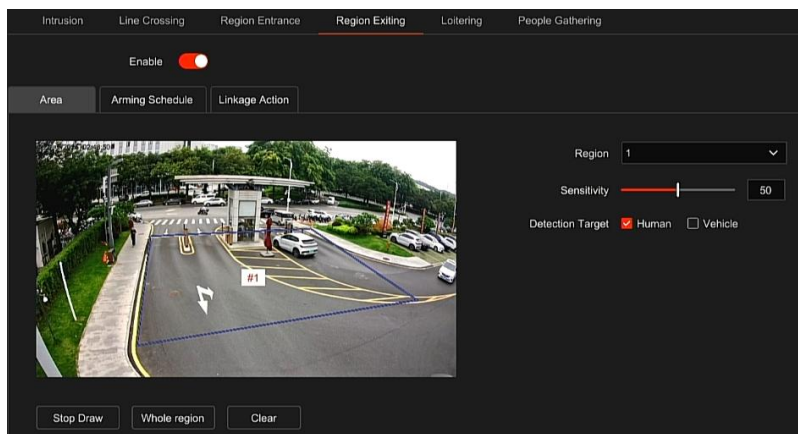 Intrusion Line Crossing Region Entrance Region Exiting Loitering People Gathering
Enable
Area Arming Schedule Linkage Action
Region 1
Sensitivity 50
Detection Target Human Vehicle
#1
Stop Draw Whole region Clear